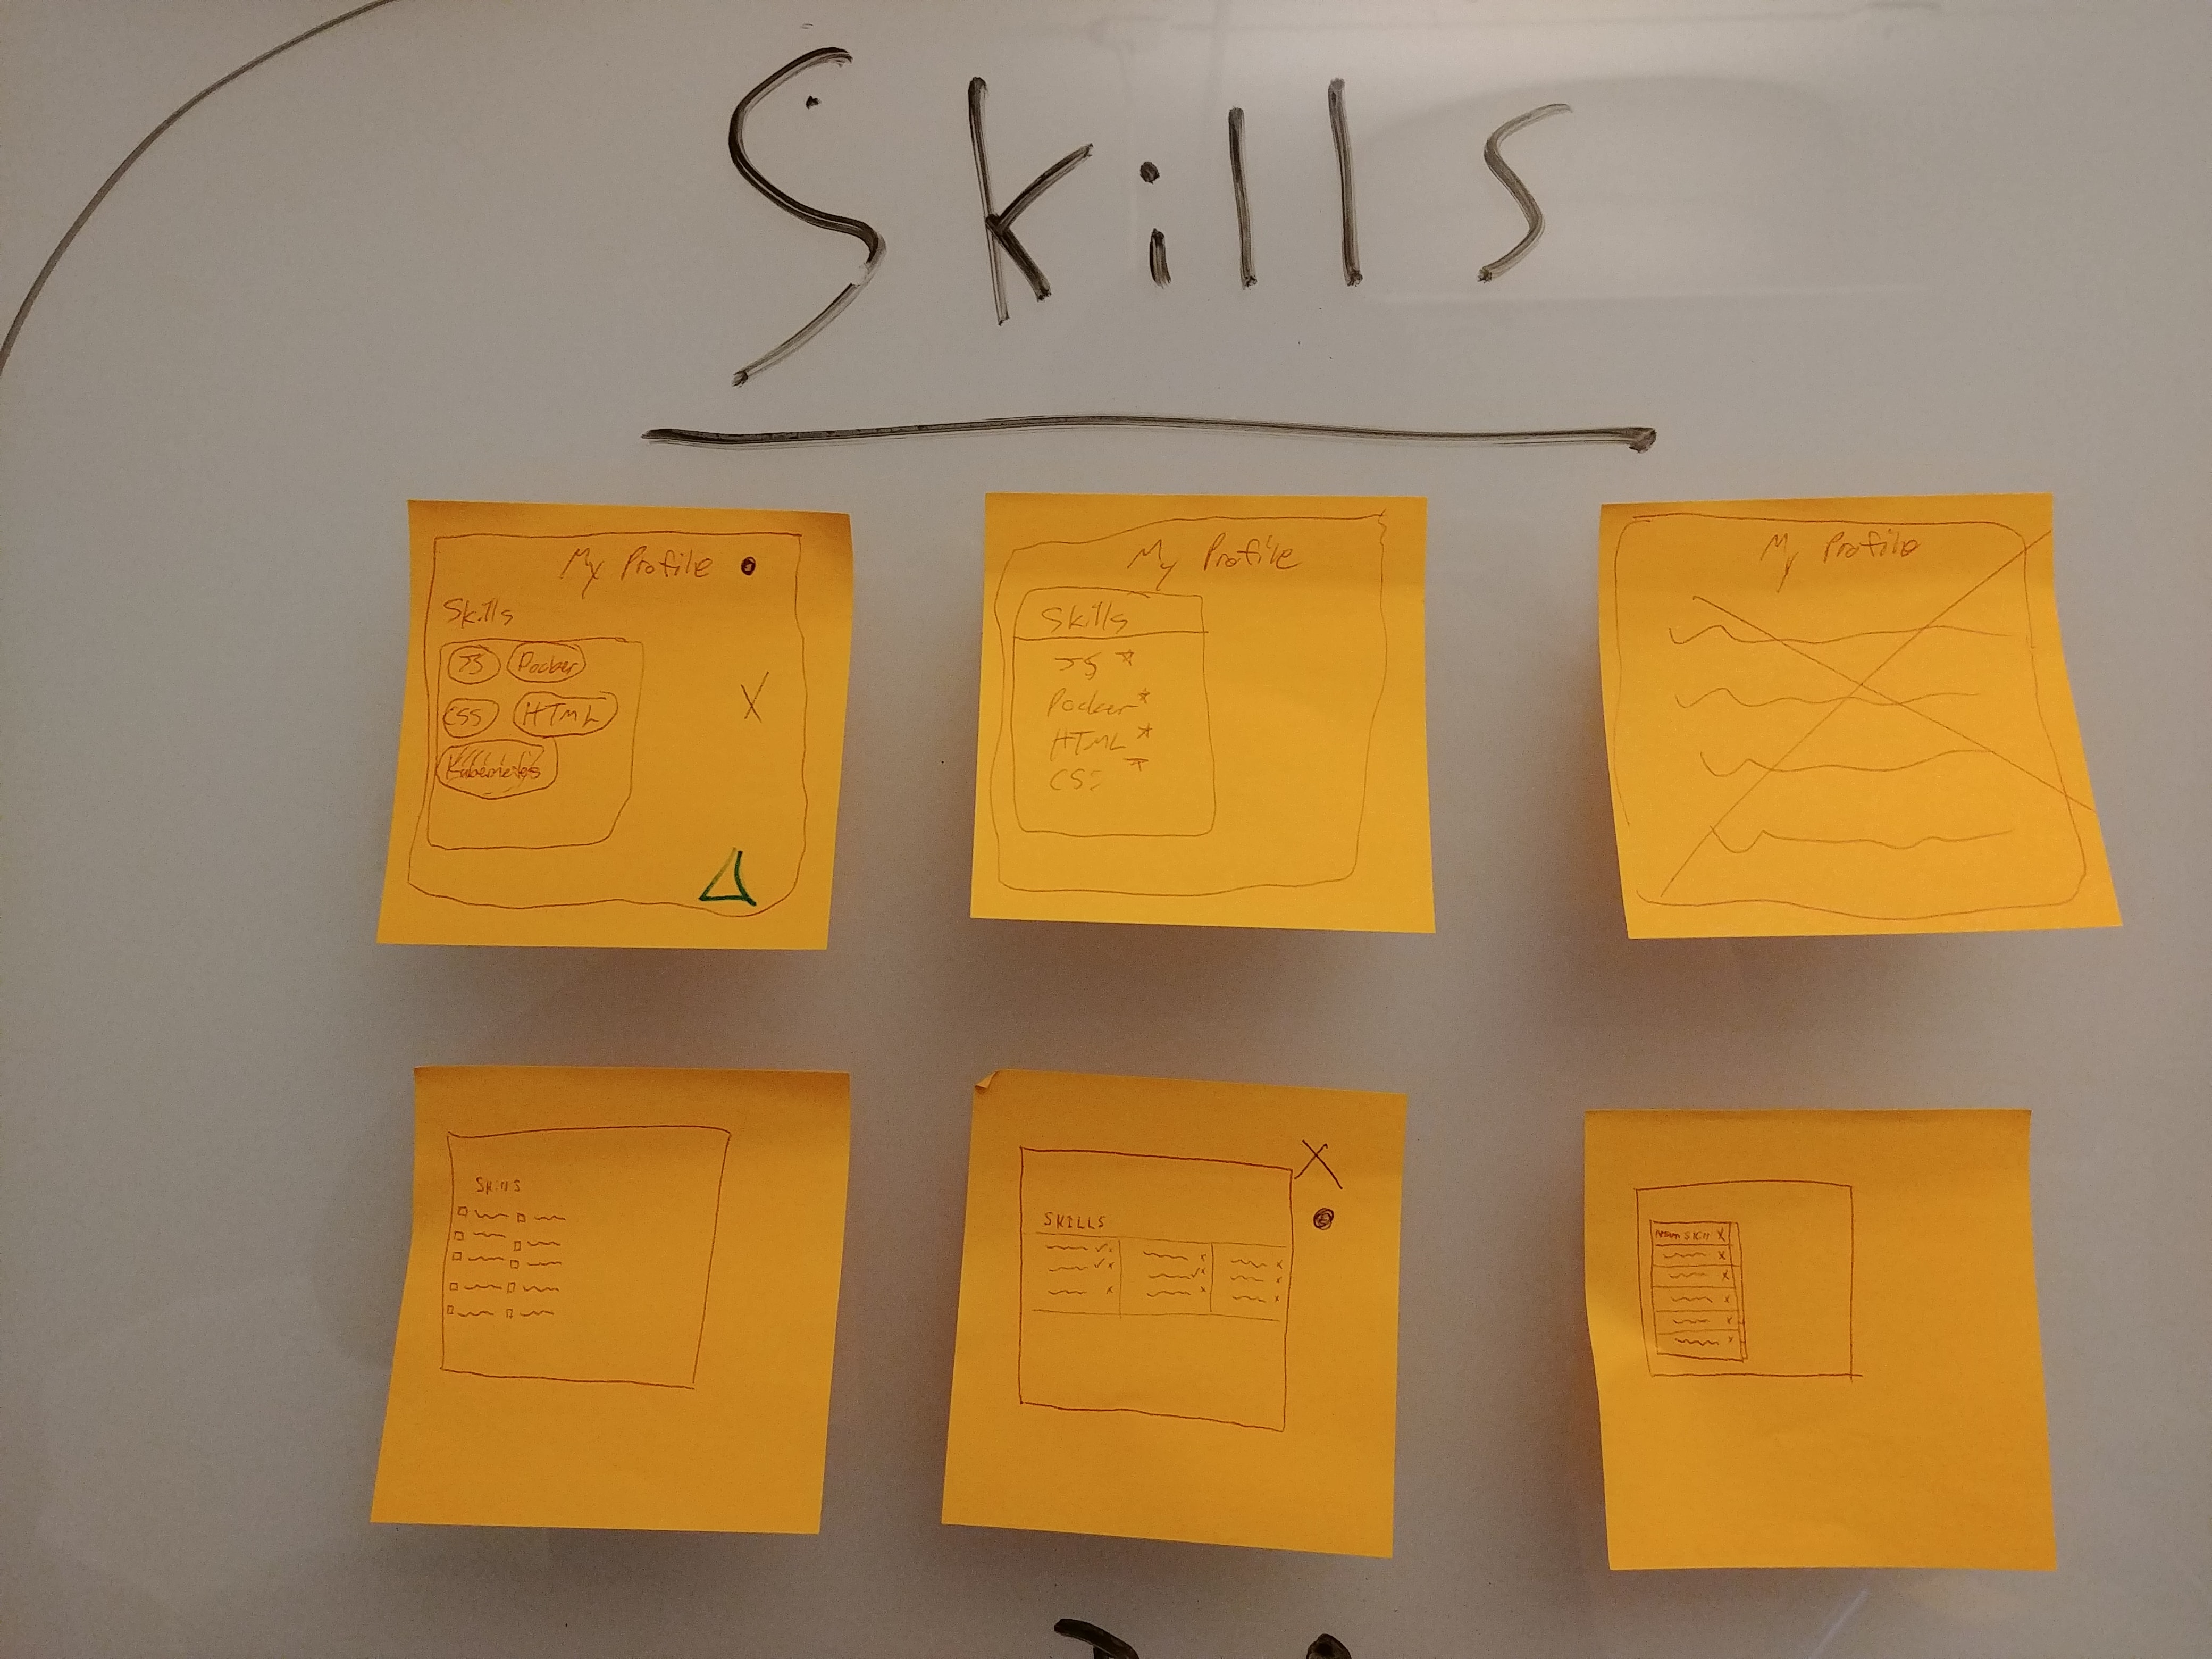 Skills
My Profile
Skills
JS Docker
CSS HTML
Kubernetes
X
My Profile
Skills
JS *
Docker *
HTML *
CSS *
My Profile
Skills
SKILLS
X
Skill X
X
X
X
X
X